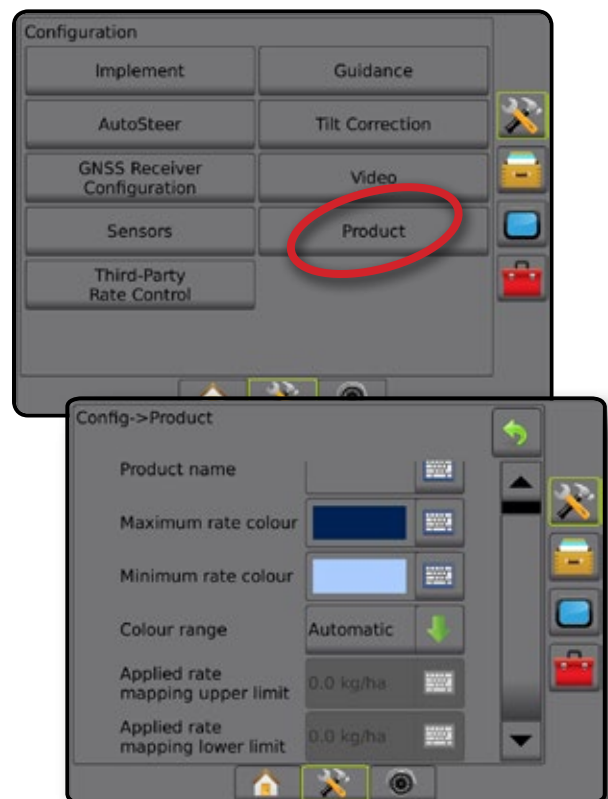 Configuration
Implement
Guidance
AutoSteer
Tilt Correction
GNSS Receiver
Configuration
Video
Sensors
Product
Third-Party
Rate Control
Config->Product
Product name
Maximum rate colour
Minimum rate colour
Colour range
Automatic
Applied rate
mapping upper limit
0.0 kg/ha
Applied rate
mapping lower limit
0.0 kg/ha